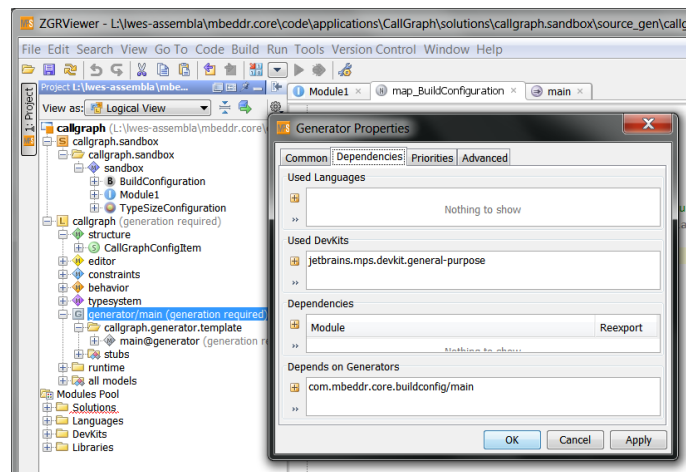 ZGRViewer - L:\lwes-assembla\mbeddr.core\code\applications\CallGraph\solutions\callgraph.sandbox\source_gen\callg
File Edit Search View Go To Code Build Run Tools Version Control Window Help
Project L:\lwes-assembla\mbe...
1: Project
Module1 ×
map_BuildConfiguration ×
main ×
View as: Logical View
callgraph (L:\lwes-assembla\mbeddr.core\
callgraph.sandbox
callgraph.sandbox
sandbox
BuildConfiguration
Module1
TypeSizeConfiguration
callgraph (generation required)
structure
CallGraphConfigItem
editor
constraints
behavior
typesystem
generator/main (generation required)
callgraph.generator.template
main@generator (generation r
stubs
runtime
all models
Modules Pool
Solutions
Languages
DevKits
Libraries
Generator Properties
Common Dependencies Priorities Advanced
Used Languages
Nothing to show
Used DevKits
jetbrains.mps.devkit.general-purpose
Dependencies
Module Reexport
Nothing to show
Depends on Generators
com.mbeddr.core.buildconfig/main
OK Cancel Apply